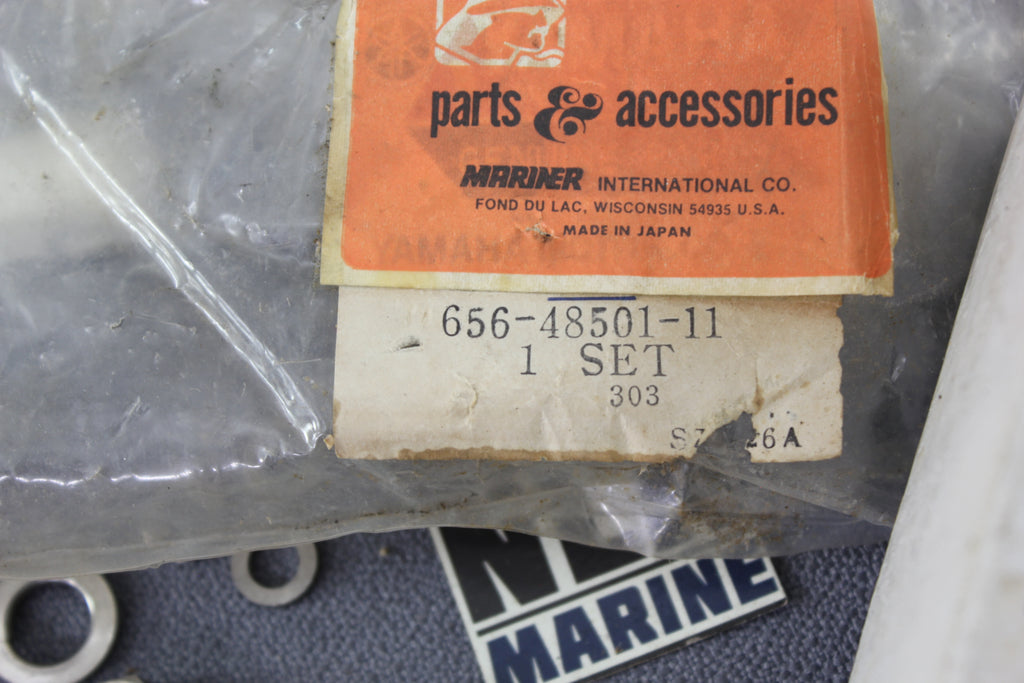 parts & accessories
MARINER INTERNATIONAL CO.
FOND DU LAC, WISCONSIN 54935 U.S.A.
MADE IN JAPAN
YAMAHA
656-48501-11
1 SET
303
MARINE